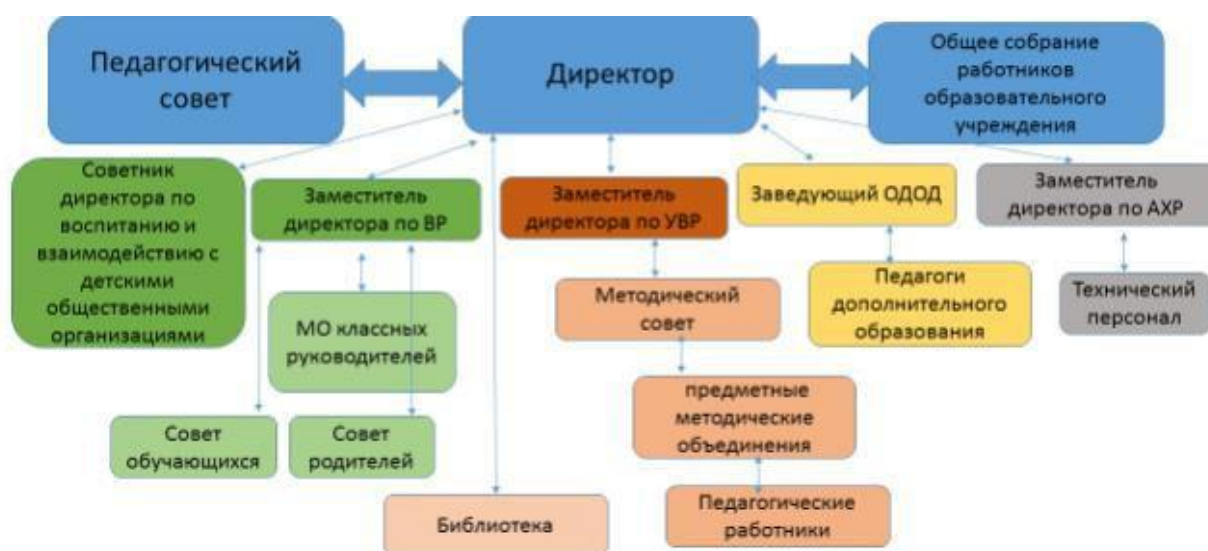 Педагогический
совет
Директор
Общее собрание
работников
образовательного
учреждения
Советник
директора по
воспитанию и
взаимодействию с
детскими
общественными
организациями
Заместитель
директора по ВР
Заместитель
директора по УВР
Заведующий ОДОД
Заместитель
директора по АХР
МО классных
руководителей
Методический
совет
Педагоги
дополнительного
образования
Технический
персонал
Совет
обучающихся
Совет
родителей
предметные
методические
объединения
Библиотека
Педагогические
работники